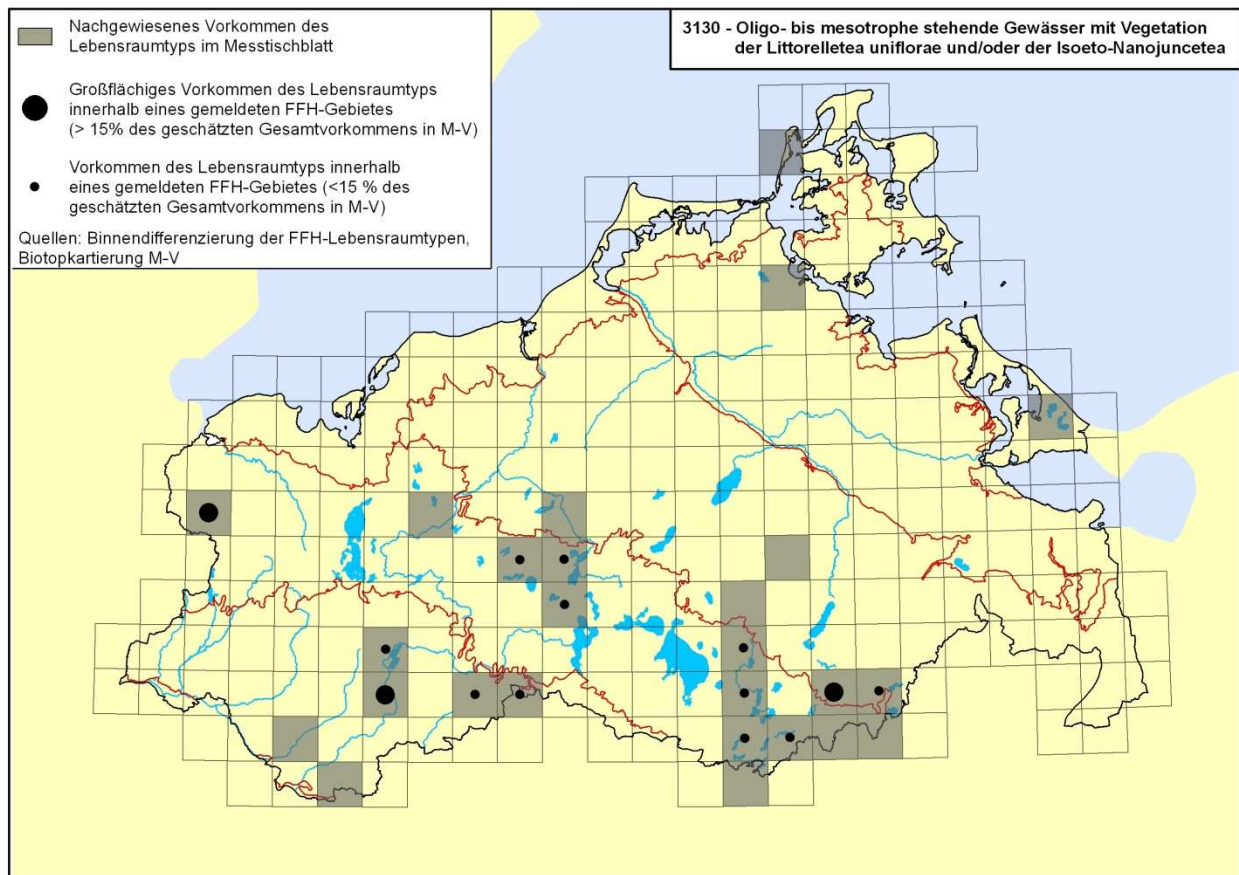 Nachgewiesenes Vorkommen des
Lebensraumtyps im Messtischblatt
Großflächiges Vorkommen des Lebensraumtyps
innerhalb eines gemeldeten FFH-Gebietes
(> 15% des geschätzten Gesamtvorkommens in M-V)
Vorkommen des Lebensraumtyps innerhalb
eines gemeldeten FFH-Gebietes (<15 % des
geschätzten Gesamtvorkommens in M-V)
Quellen: Binnendifferenzierung der FFH-Lebensraumtypen,
Biotopkartierung M-V
3130 - Oligo- bis mesotrophe stehende Gewässer mit Vegetation
der Littorelletea uniflorae und/oder der Isoeto-Nanojuncetea